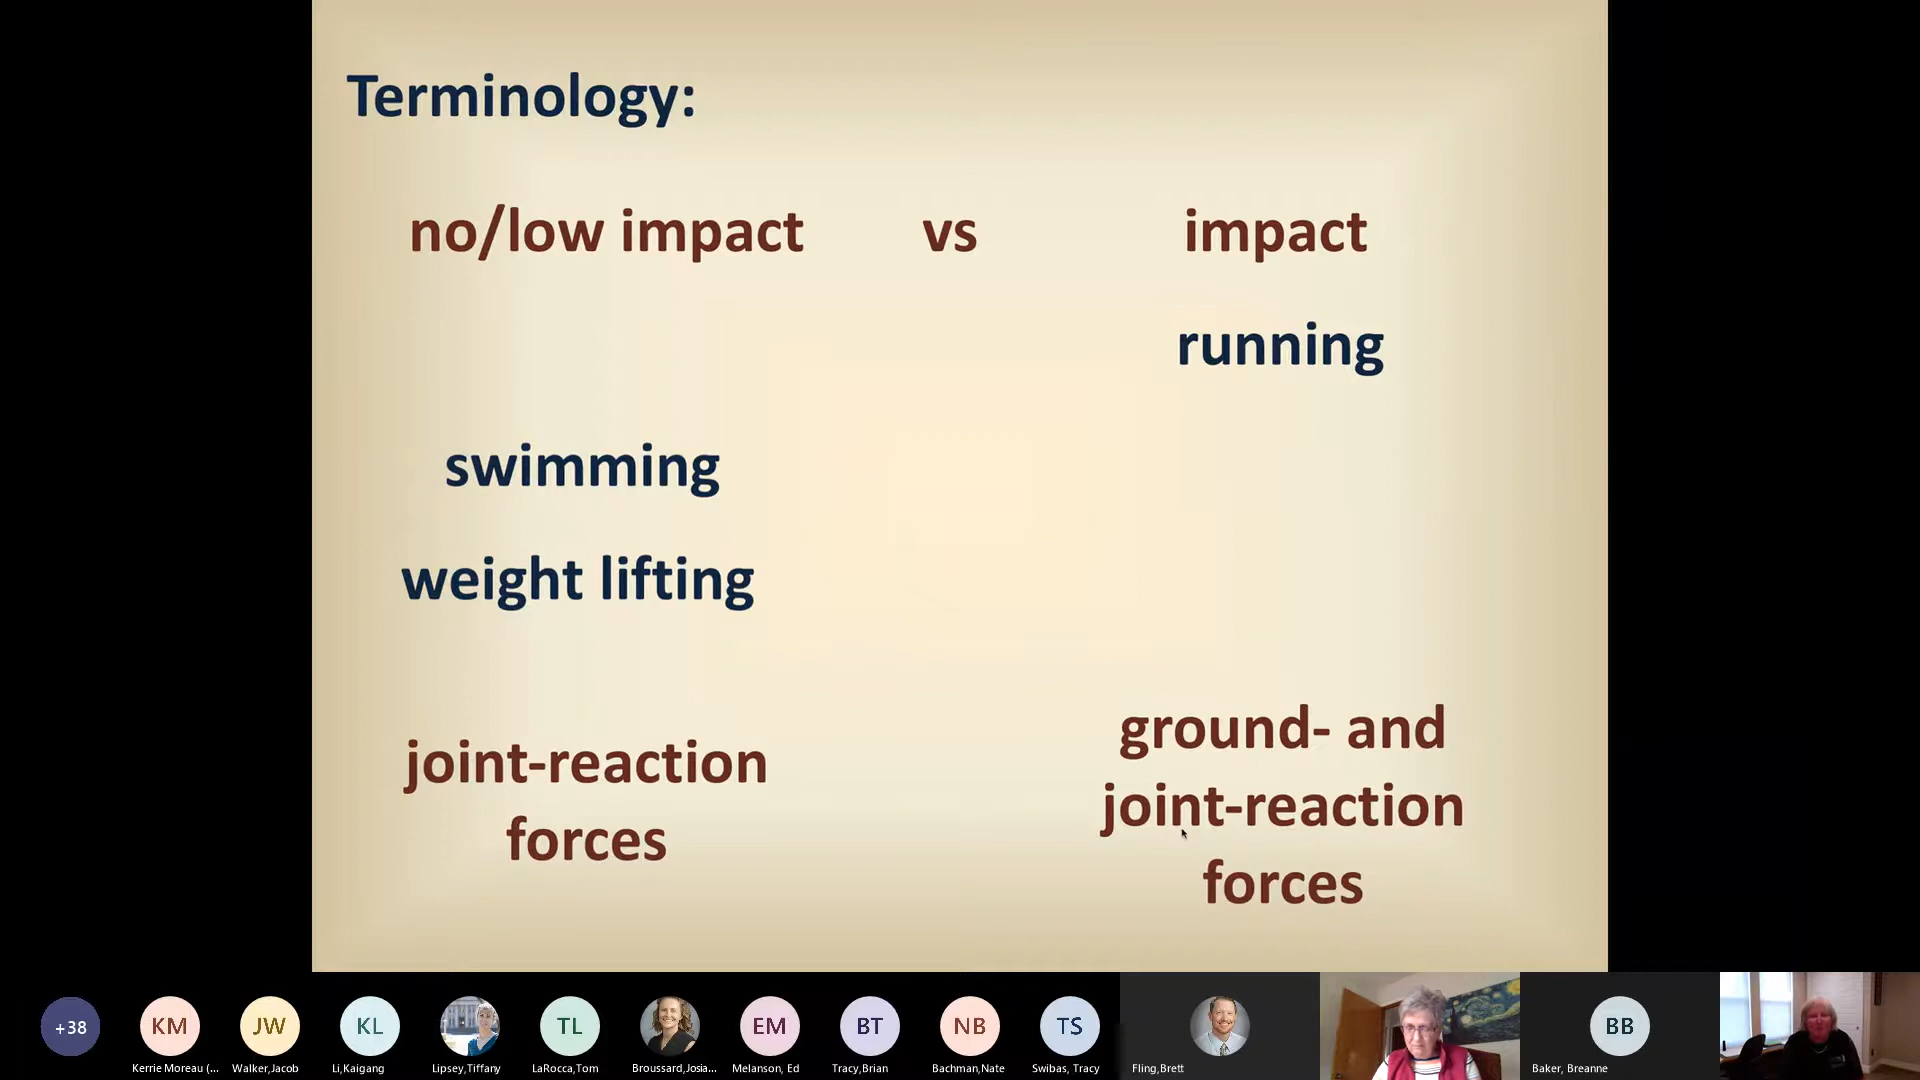 Terminology:
no/low impact vs impact
running
swimming
weight lifting
joint-reaction
forces
ground- and
joint-reaction
forces
+38
KM
JW
KL
TL
EM
BT
NB
TS
BB
Kerrie Moreau (...
Walker,Jacob
Li,Kaigang
Lipsey,Tiffany
LaRocca,Tom
Broussard,Josia...
Melanson, Ed
Tracy,Brian
Bachman,Nate
Swibas, Tracy
Fling,Brett
Baker, Breanne